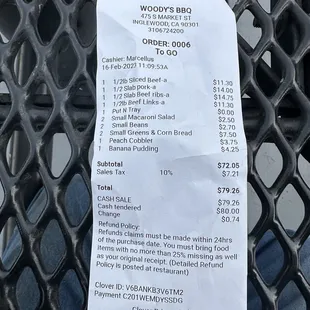 WOODY'S BBQ
475 S MARKET ST
INGLEWOOD, CA 90301
3106724200
ORDER: 0006
To GO
Cashier: Marcellus
16 Feb 2023 11:09:53A
1 1/2lb Sliced Beef-a $11.30
1 1/2 Slab Pork-a $14.00
1 1/2 Slab Beef ribs-a $14.75
1 1/2lb Beef Links-a $11.30
1 Put N Tray $0.00
2 Small Macaroni Salad $2.50
2 Small Beans $2.70
2 Small Greens & Corn Bread $7.50
1 Peach Cobbler $3.75
1 Banana Pudding $4.25
Subtotal $72.05
Sales Tax 10% $7.21
Total $79.26
CASH SALE $79.26
Cash tendered $80.00
Change $0.74
Refund Policy:
Refunds claims must be made within 24hrs
of the purchase date. You must bring food
items with no more than 25% missing as well
as your original receipt. (Detailed Refund
Policy is posted at restaurant)
Clover ID: V6BANKB3V6TM2
Payment C201WEMDYSSDG